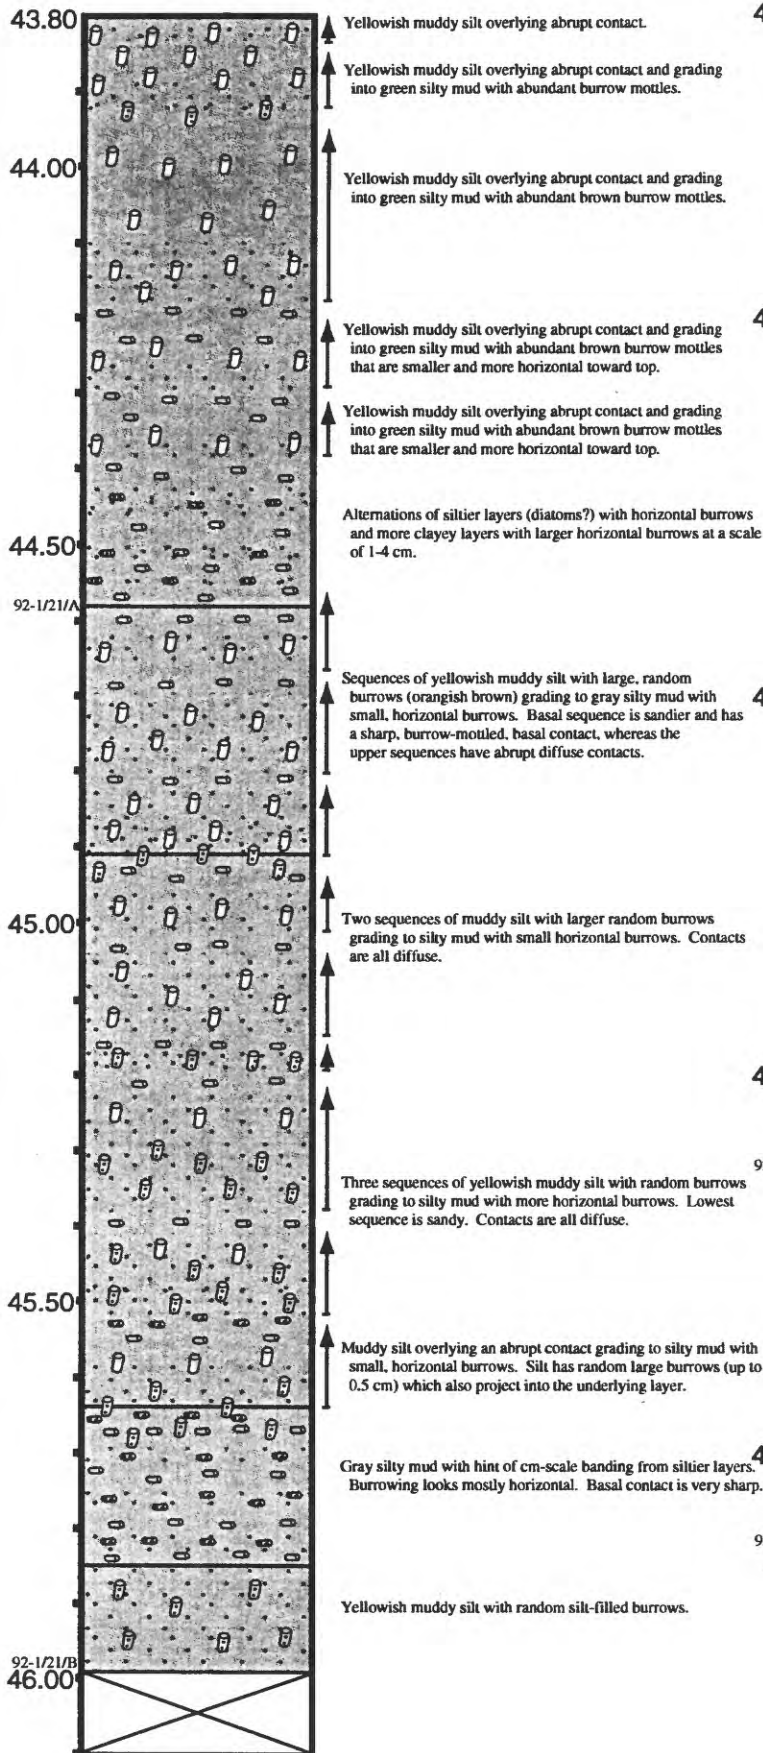 43.80
Yellowish muddy silt overlying abrupt contact.
4
Yellowish muddy silt overlying abrupt contact and grading
into green silty mud with abundant burrow mottles.
44.00
Yellowish muddy silt overlying abrupt contact and grading
into green silty mud with abundant brown burrow mottles.
4
Yellowish muddy silt overlying abrupt contact and grading
into green silty mud with abundant brown burrow mottles
that are smaller and more horizontal toward top.
Yellowish muddy silt overlying abrupt contact and grading
into green silty mud with abundant brown burrow mottles
that are smaller and more horizontal toward top.
Alternations of siltier layers (diatoms?) with horizontal burrows
and more clayey layers with larger horizontal burrows at a scale
of 1-4 cm.
44.50
92-1/21/A
Sequences of yellowish muddy silt with large, random
burrows (orangish brown) grading to gray silty mud with
small, horizontal burrows. Basal sequence is sandier and has
a sharp, burrow-mottled, basal contact, whereas the
upper sequences have abrupt diffuse contacts.
4
45.00
Two sequences of muddy silt with larger random burrows
grading to silty mud with small horizontal burrows. Contacts
are all diffuse.
4
9
Three sequences of yellowish muddy silt with random burrows
grading to silty mud with more horizontal burrows. Lowest
sequence is sandy. Contacts are all diffuse.
45.50
Muddy silt overlying an abrupt contact grading to silty mud with
small, horizontal burrows. Silt has random large burrows (up to
0.5 cm) which also project into the underlying layer.
4
Gray silty mud with hint of cm-scale banding from siltier layers.
Burrowing looks mostly horizontal. Basal contact is very sharp.
9
Yellowish muddy silt with random silt-filled burrows.
92-1/21/B
46.00